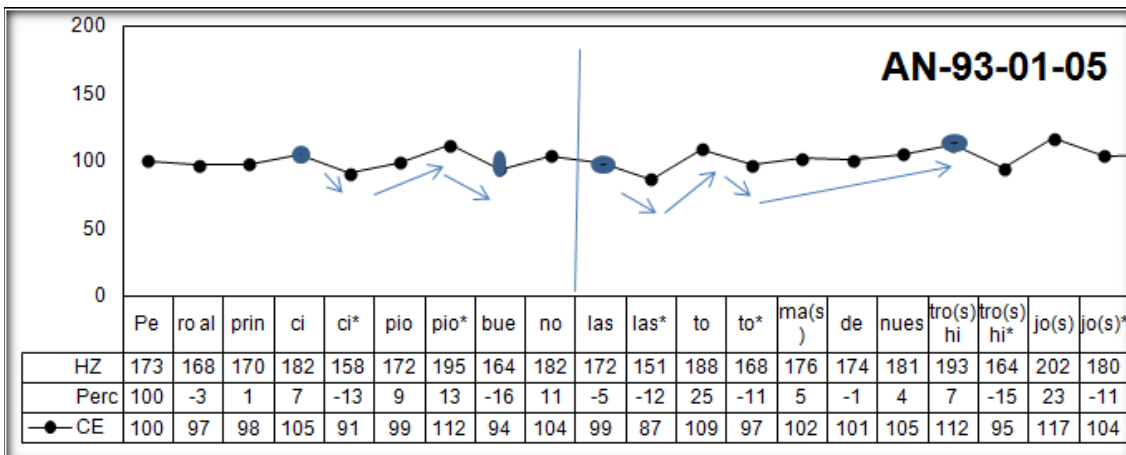 200
AN-93-01-05
150
100
50
0
Pe ro al prin ci ci* pio pio* bue no las las* to to* ma(s) de nues tro(s) hi tro(s) hi* jo(s) jo(s)*
HZ 173 168 170 182 158 172 195 164 182 172 151 188 168 176 174 181 193 164 202 180
Perc 100 -3 1 7 -13 9 13 -16 11 -5 -12 25 -11 5 -1 4 7 -15 23 -11
CE 100 97 98 105 91 99 112 94 104 99 87 109 97 102 101 105 112 95 117 104